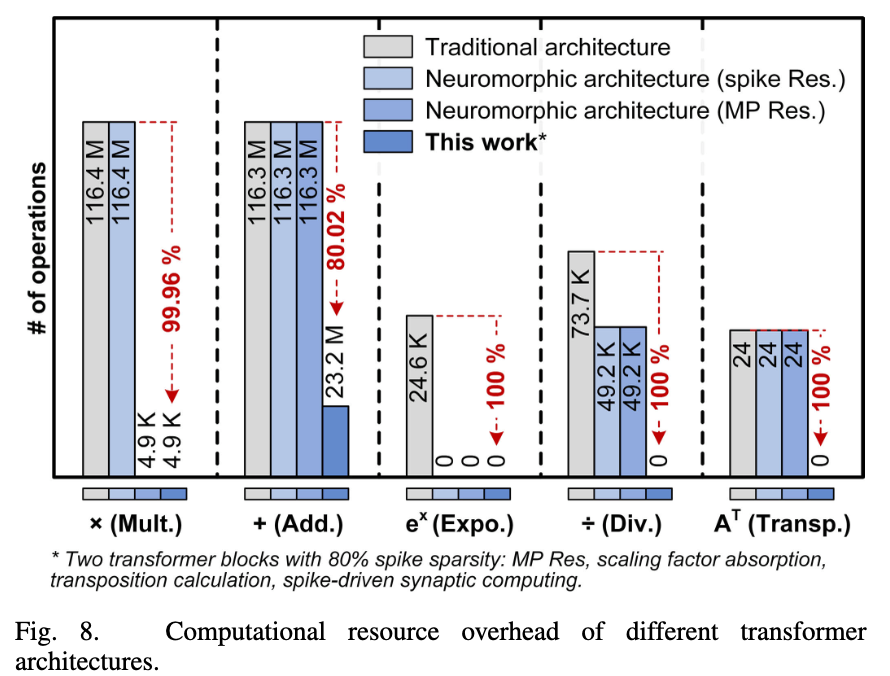 Traditional architecture
Neuromorphic architecture (spike Res.)
Neuromorphic architecture (MP Res.)
This work*
# of operations
116.4 M
116.4 M
4.9 K
4.9 K
99.96 %
116.3 M
116.3 M
116.3 M
23.2 M
80.02 %
24.6 K
0
0
0
100 %
73.7 K
49.2 K
49.2 K
0
100 %
24
24
24
0
100 %
× (Mult.)
+ (Add.)
eˣ (Expo.)
÷ (Div.)
Aᵀ (Transp.)
* Two transformer blocks with 80% spike sparsity: MP Res, scaling factor absorption,
transposition calculation, spike-driven synaptic computing.
Fig. 8. Computational resource overhead of different transformer
architectures.